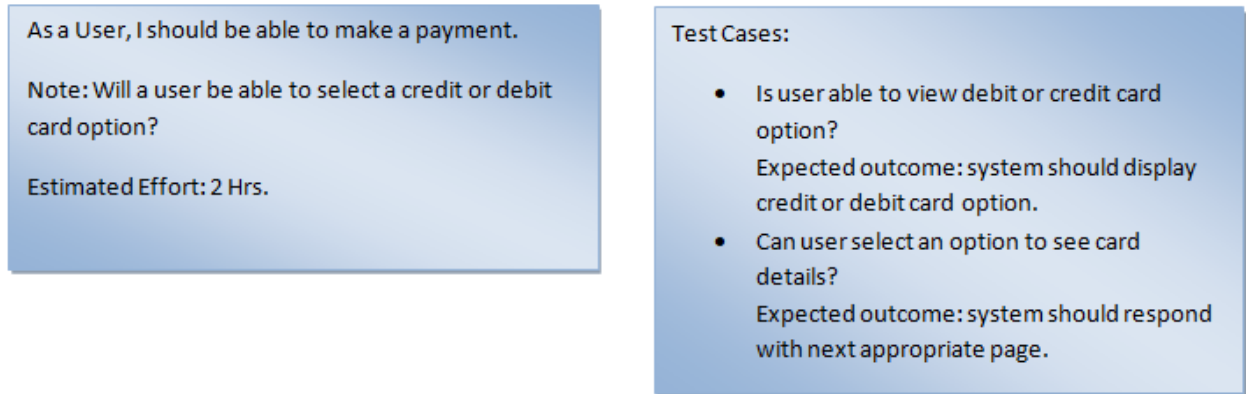 As a User, I should be able to make a payment.
Note: Will a user be able to select a credit or debit
card option?
Estimated Effort: 2 Hrs.
Test Cases:
• Is user able to view debit or credit card
option?
Expected outcome: system should display
credit or debit card option.
• Can user select an option to see card
details?
Expected outcome: system should respond
with next appropriate page.